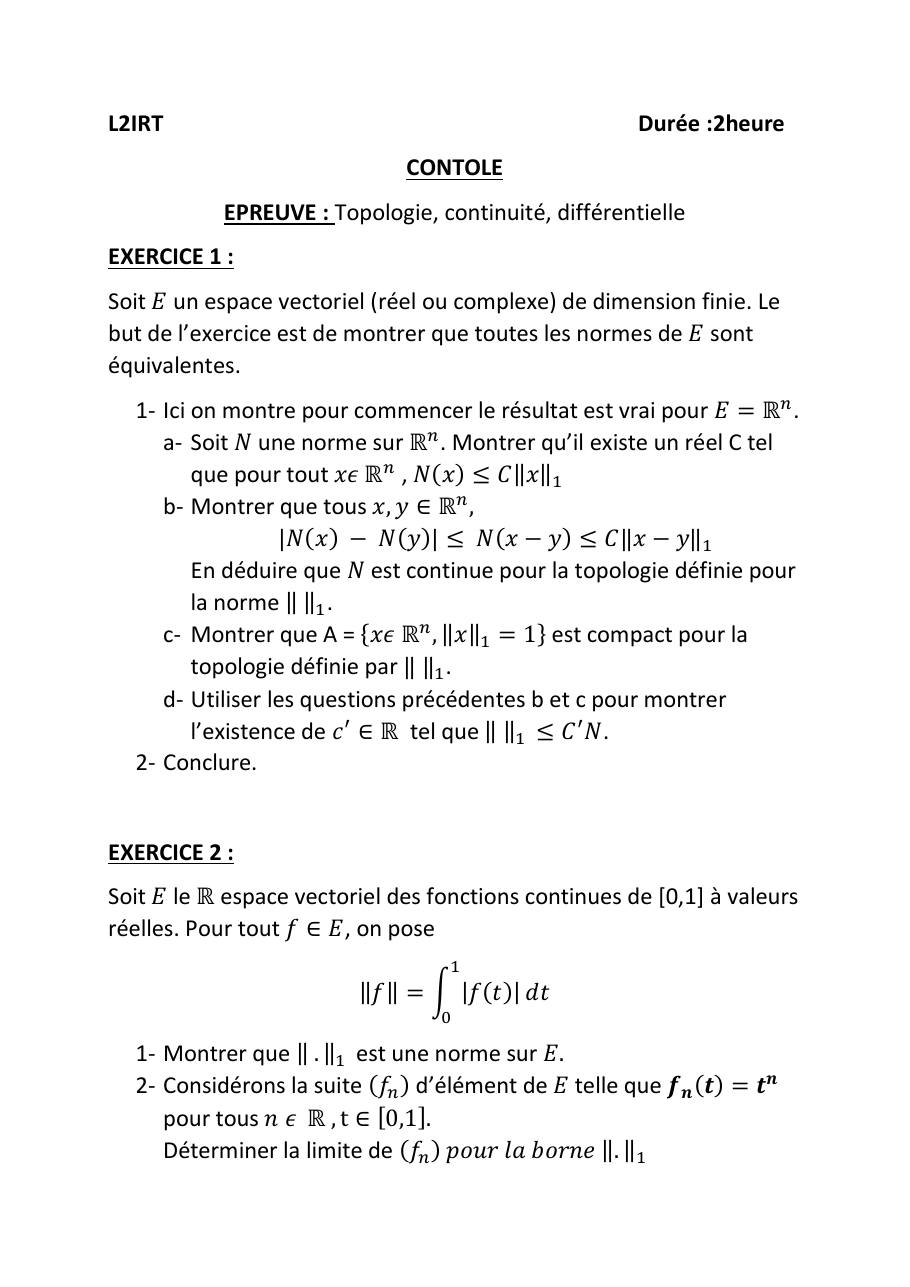 L2IRT Durée :2heure
CONTOLE
EPREUVE : Topologie, continuité, différentielle
EXERCICE 1 :
Soit 𝐸 un espace vectoriel (réel ou complexe) de dimension finie. Le
but de l’exercice est de montrer que toutes les normes de 𝐸 sont
équivalentes.
1- Ici on montre pour commencer le résultat est vrai pour 𝐸 = ℝⁿ.
a- Soit 𝑁 une norme sur ℝⁿ. Montrer qu’il existe un réel C tel
que pour tout 𝑥𝜖 ℝⁿ , 𝑁(𝑥) ≤ 𝐶‖𝑥‖₁
b- Montrer que tous 𝑥, 𝑦 ∈ ℝⁿ,
|𝑁(𝑥) − 𝑁(𝑦)| ≤ 𝑁(𝑥 − 𝑦) ≤ 𝐶‖𝑥 − 𝑦‖₁
En déduire que 𝑁 est continue pour la topologie définie pour
la norme ‖ ‖₁.
c- Montrer que A = {𝑥𝜖 ℝⁿ, ‖𝑥‖₁ = 1} est compact pour la
topologie définie par ‖ ‖₁.
d- Utiliser les questions précédentes b et c pour montrer
l’existence de 𝑐′ ∈ ℝ tel que ‖ ‖₁ ≤ 𝐶′𝑁.
2- Conclure.
EXERCICE 2 :
Soit 𝐸 le ℝ espace vectoriel des fonctions continues de [0,1] à valeurs
réelles. Pour tout 𝑓 ∈ 𝐸, on pose
‖𝑓‖ = ∫₀¹|𝑓(𝑡)| 𝑑𝑡
1- Montrer que ‖ . ‖₁ est une norme sur 𝐸.
2- Considérons la suite (𝑓ₙ) d’élément de 𝐸 telle que 𝒇ₙ(𝒕) = 𝒕ⁿ
pour tous 𝑛 𝜖 ℝ , t ∈ [0,1].
Déterminer la limite de (𝑓ₙ) 𝑝𝑜𝑢𝑟 𝑙𝑎 𝑏𝑜𝑟𝑛𝑒 ‖. ‖₁